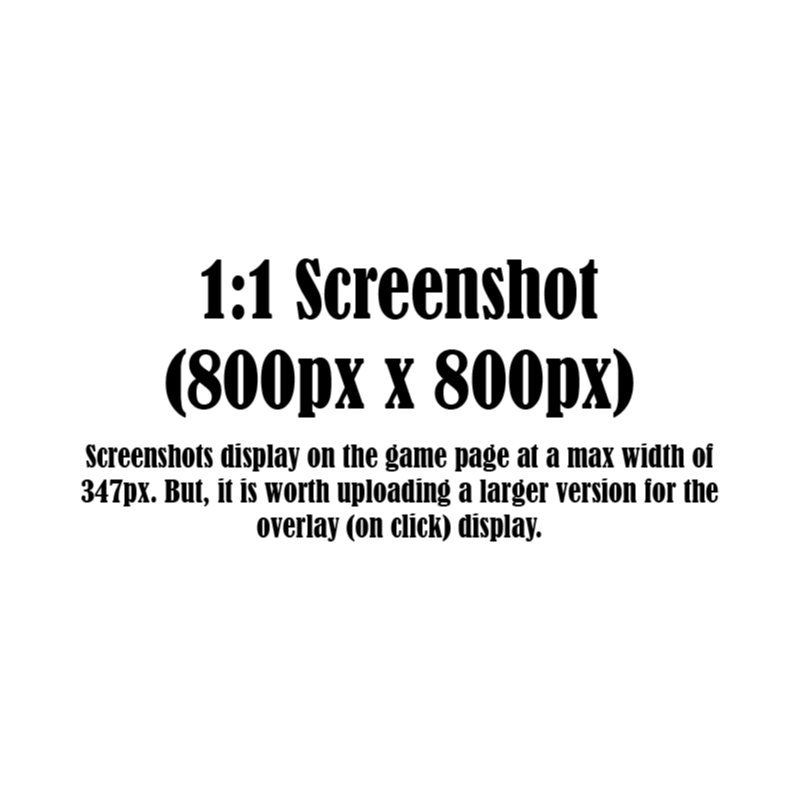 1:1 Screenshot
(800px x 800px)
Screenshots display on the game page at a max width of
347px. But, it is worth uploading a larger version for the
overlay (on click) display.